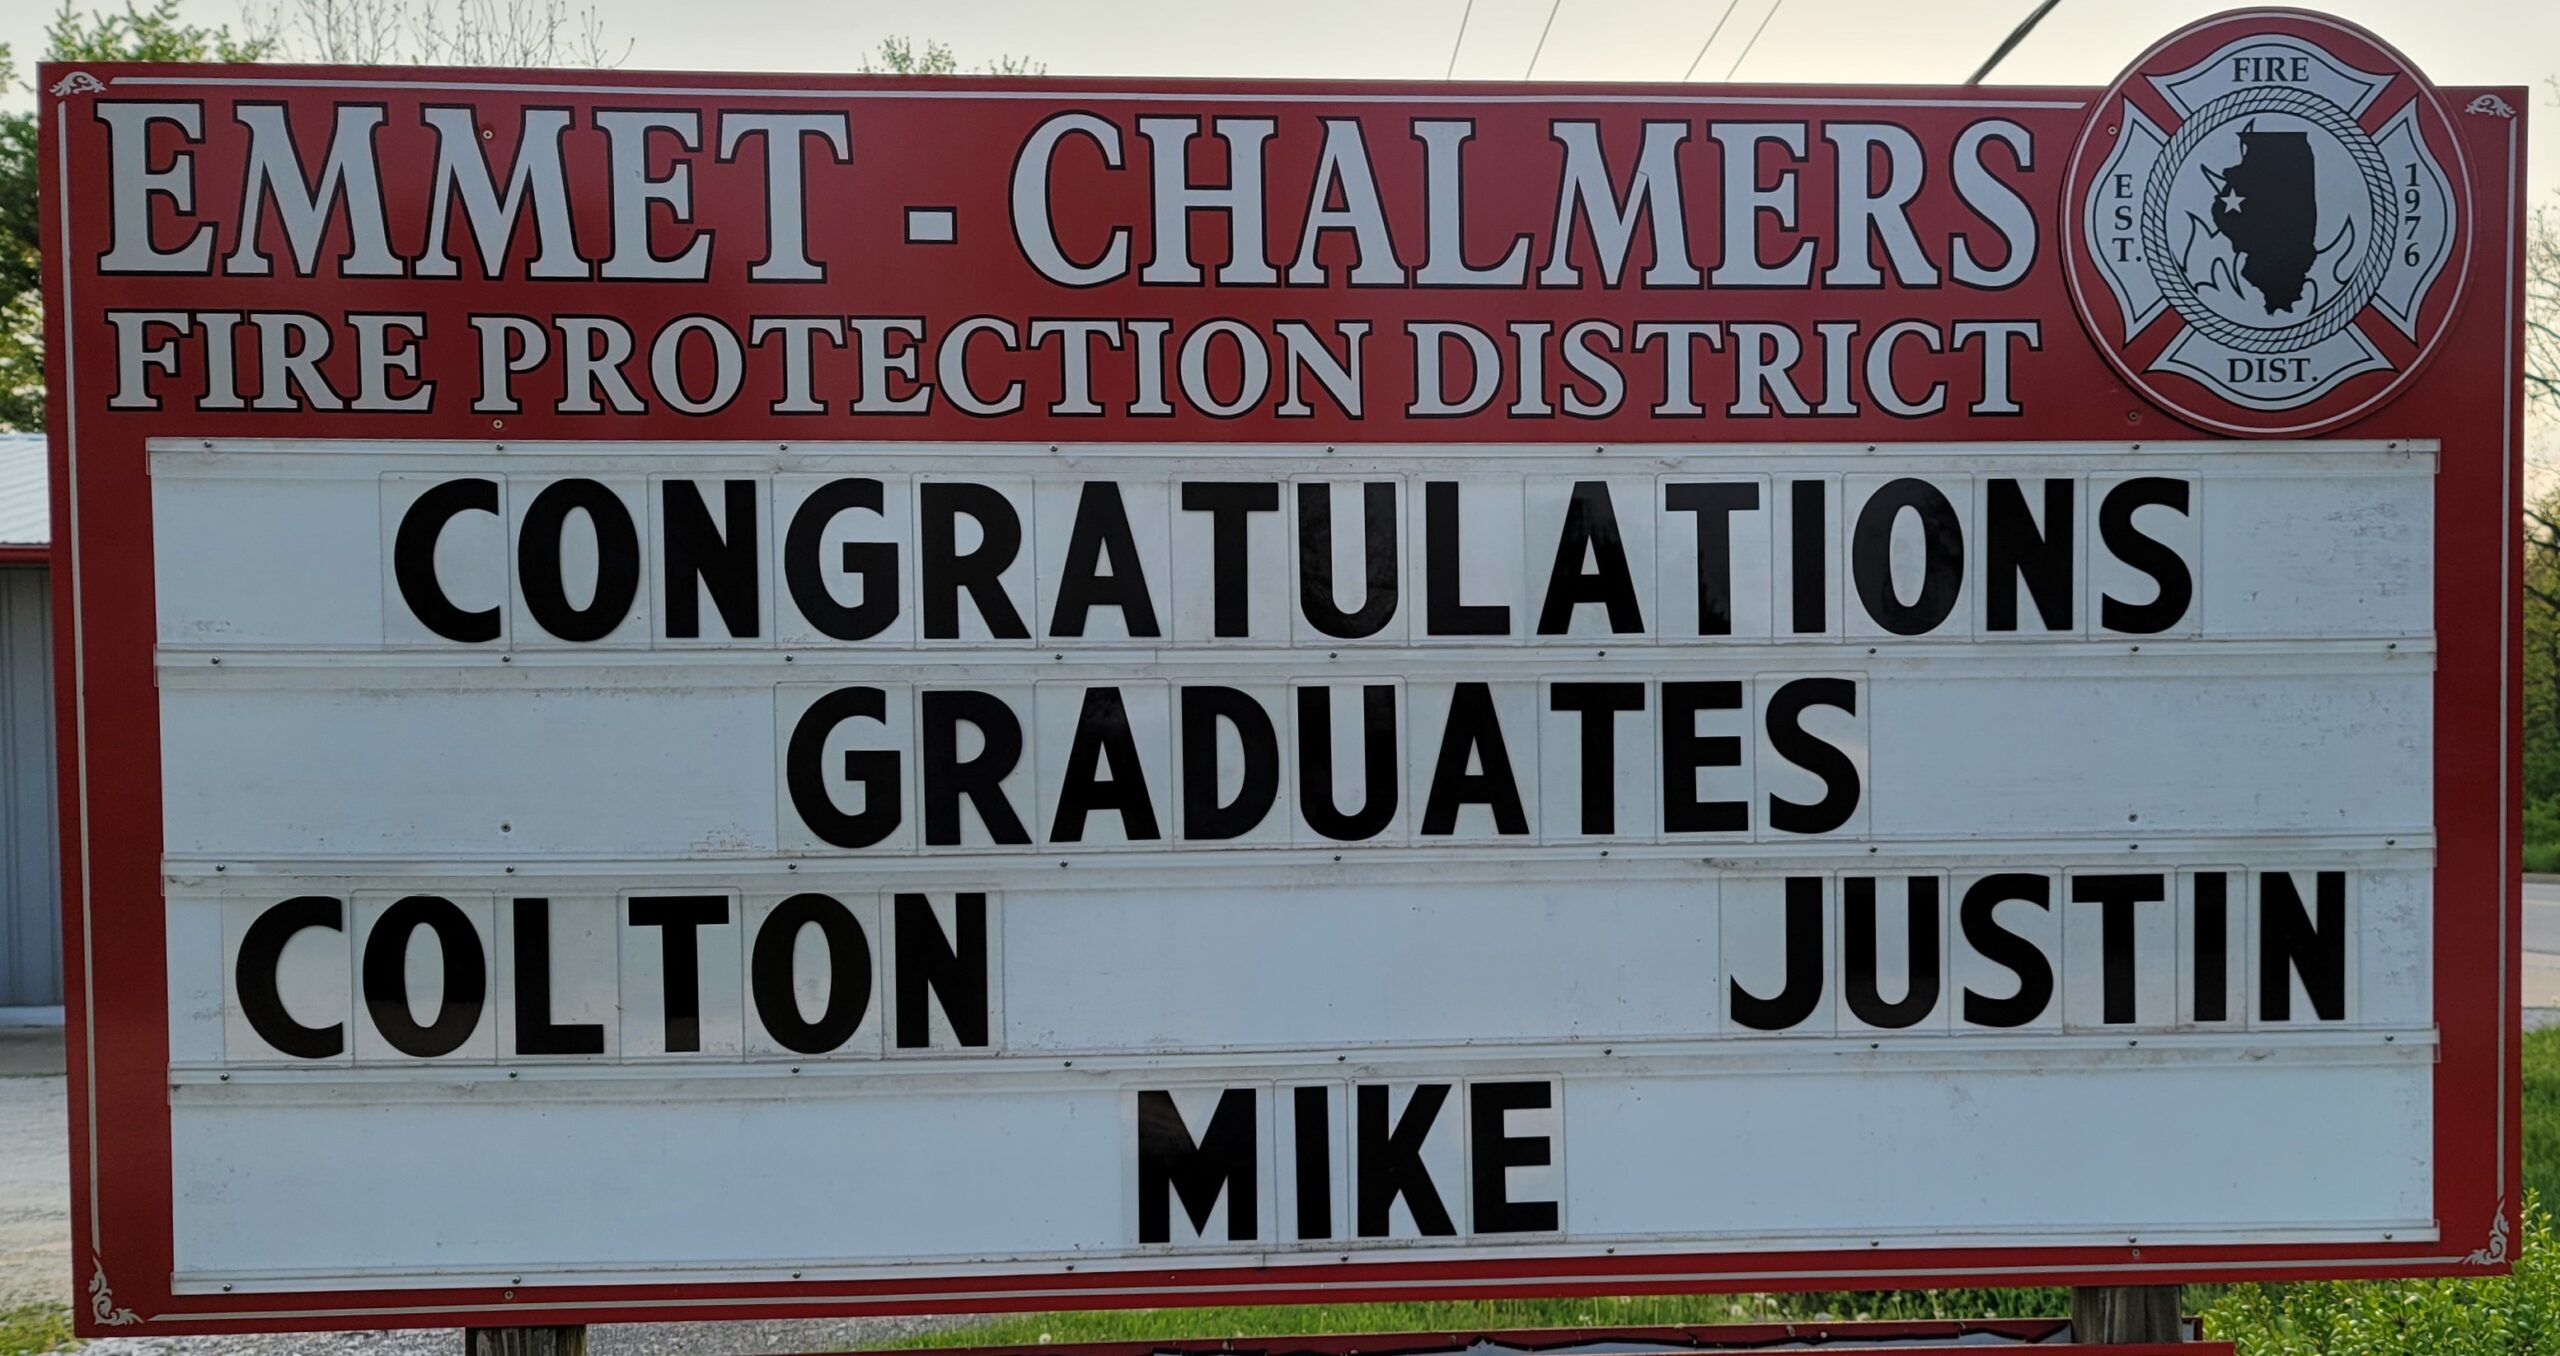 EMMET - CHALMERS
FIRE PROTECTION DISTRICT
FIRE
EST.
1976
DIST.
CONGRATULATIONS
GRADUATES
COLTON JUSTIN
MIKE